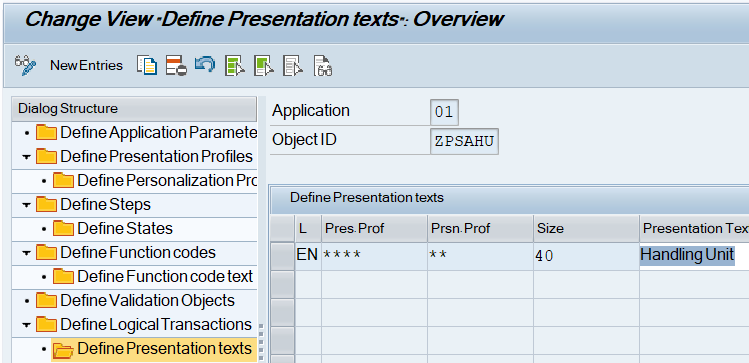 Change View "Define Presentation texts": Overview
New Entries
Dialog Structure
Define Application Paramete
Define Presentation Profiles
Define Personalization Pro
Define Steps
Define States
Define Function codes
Define Function code text
Define Validation Objects
Define Logical Transactions
Define Presentation texts
Application 01
Object ID ZPSAHU
Define Presentation texts
L Pres. Prof Prsn. Prof Size Presentation Tex
EN **** ** 40 Handling Unit